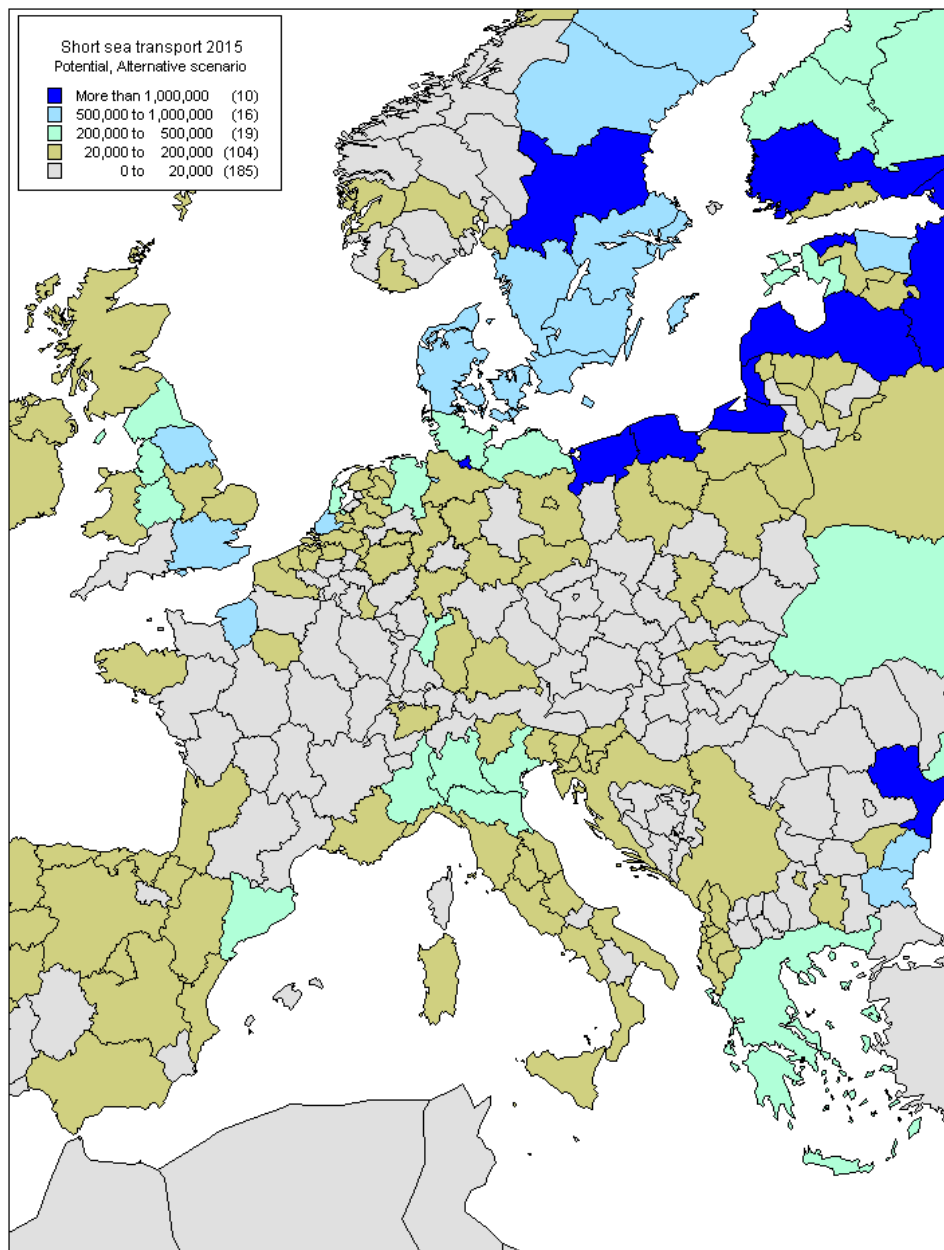 Short sea transport 2015
Potential, Alternative scenario
More than 1,000,000 (10)
500,000 to 1,000,000 (16)
200,000 to 500,000 (19)
20,000 to 200,000 (104)
0 to 20,000 (185)